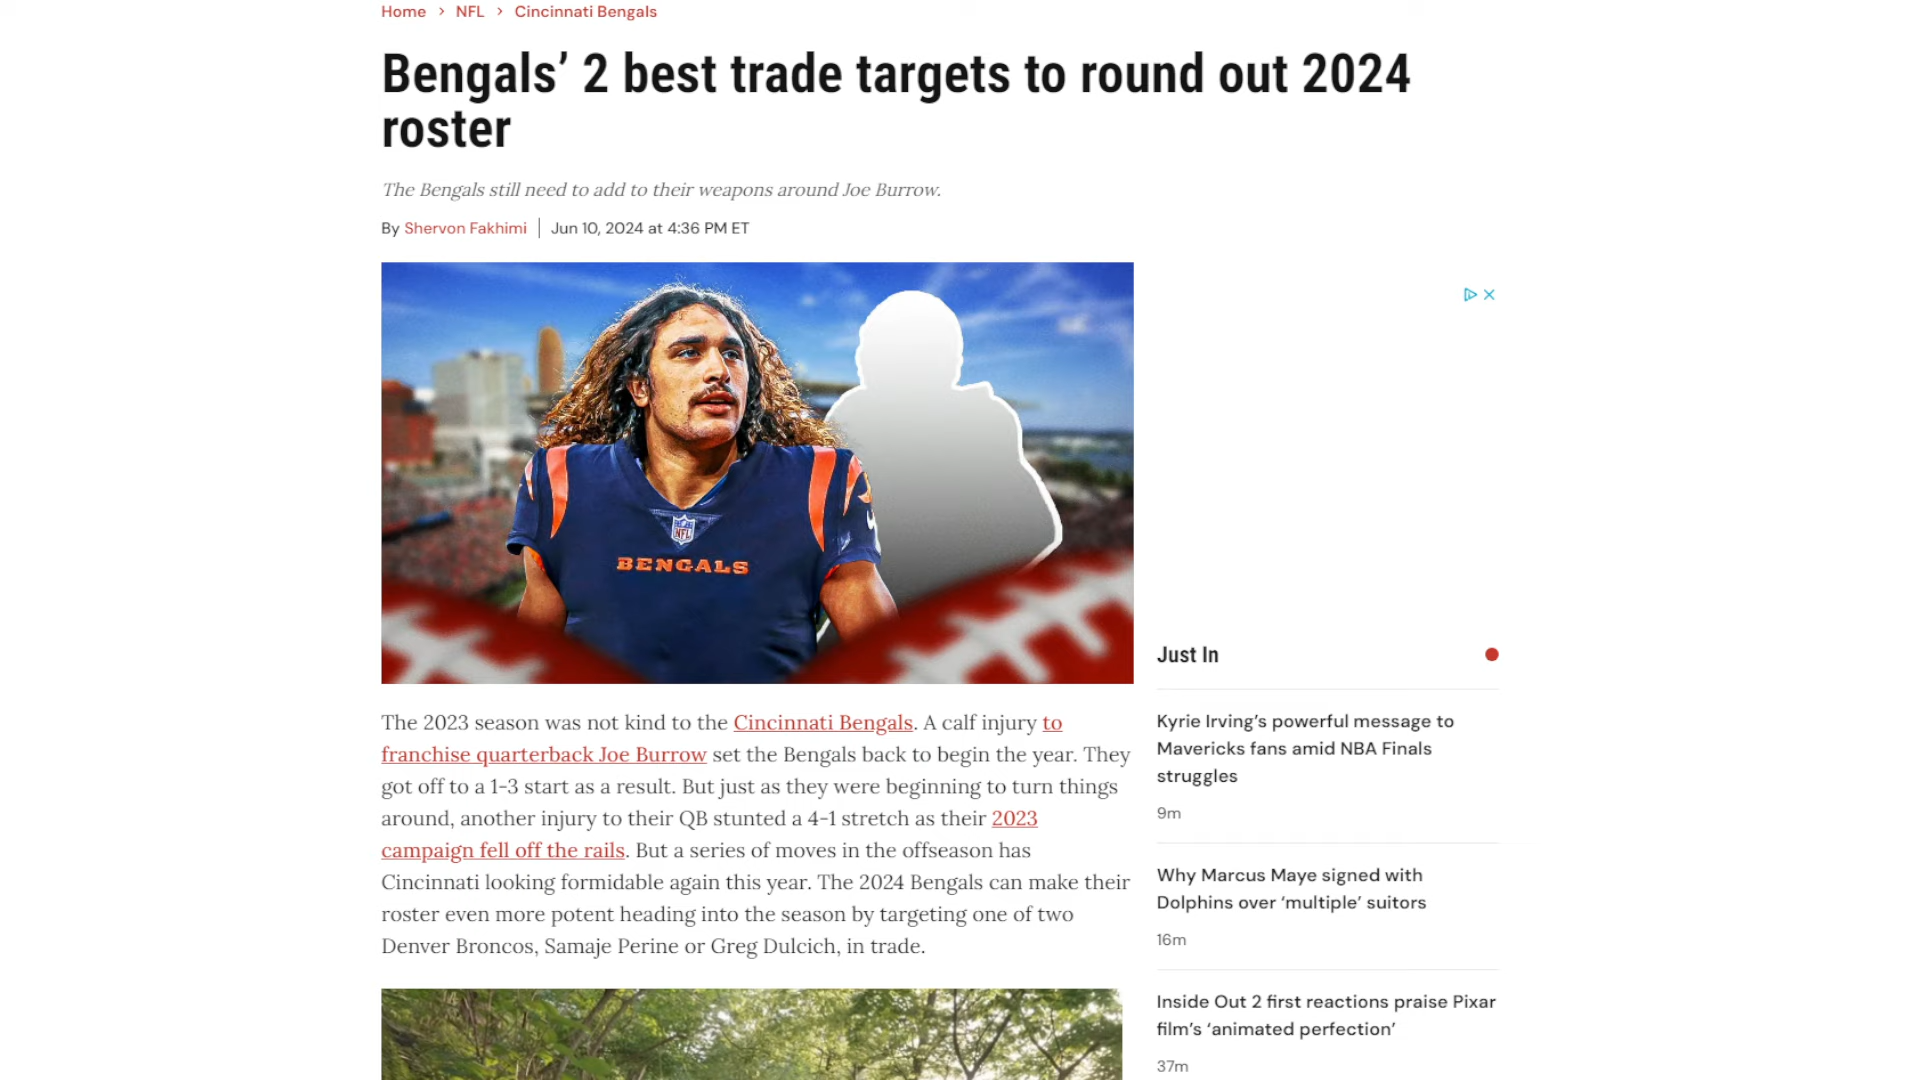 Home > NFL > Cincinnati Bengals
Bengals’ 2 best trade targets to round out 2024
roster
The Bengals still need to add to their weapons around Joe Burrow.
By Shervon Fakhimi | Jun 10, 2024 at 4:36 PM ET
NFL
BENGALS
The 2023 season was not kind to the Cincinnati Bengals. A calf injury to
franchise quarterback Joe Burrow set the Bengals back to begin the year. They
got off to a 1-3 start as a result. But just as they were beginning to turn things
around, another injury to their QB stunted a 4-1 stretch as their 2023
campaign fell off the rails. But a series of moves in the offseason has
Cincinnati looking formidable again this year. The 2024 Bengals can make their
roster even more potent heading into the season by targeting one of two
Denver Broncos, Samaje Perine or Greg Dulcich, in trade.
Just In
Kyrie Irving’s powerful message to
Mavericks fans amid NBA Finals
struggles
9m
Why Marcus Maye signed with
Dolphins over ‘multiple’ suitors
16m
Inside Out 2 first reactions praise Pixar
film’s ‘animated perfection’
37m